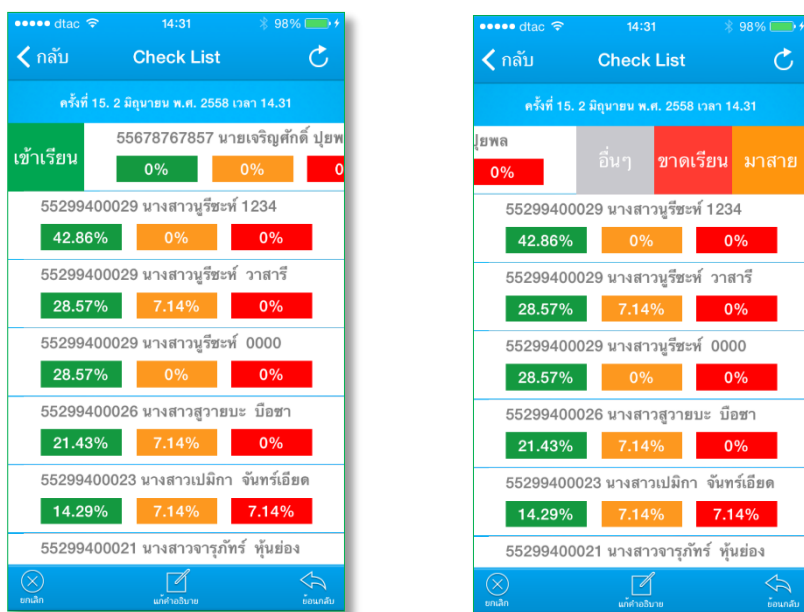 dtac 14:31 98%
กลับ Check List
ครั้งที่ 15. 2 มิถุนายน พ.ศ. 2558 เวลา 14.31
เข้าเรียน
55678767857 นายเจริญศักดิ์ ปุยพ
0% 0% 0
55299400029 นางสาวนูรีซะห์ 1234
42.86% 0% 0%
55299400029 นางสาวนูรีซะห์ วาสารี
28.57% 7.14% 0%
55299400029 นางสาวนูรีซะห์ 0000
28.57% 0% 0%
55299400026 นางสาวสูวายบะ บือซา
21.43% 7.14% 0%
55299400023 นางสาวเปมิกา จันทร์เอียด
14.29% 7.14% 7.14%
55299400021 นางสาวจารุภัทร์ หุ้นย่อง
ยกเลิก แก้คำอธิบาย ย้อนกลับ
dtac 14:31 98%
กลับ Check List
ครั้งที่ 15. 2 มิถุนายน พ.ศ. 2558 เวลา 14.31
ปุยพล
0%
อื่นๆ ขาดเรียน มาสาย
55299400029 นางสาวนูรีซะห์ 1234
42.86% 0% 0%
55299400029 นางสาวนูรีซะห์ วาสารี
28.57% 7.14% 0%
55299400029 นางสาวนูรีซะห์ 0000
28.57% 0% 0%
55299400026 นางสาวสูวายบะ บือซา
21.43% 7.14% 0%
55299400023 นางสาวเปมิกา จันทร์เอียด
14.29% 7.14% 7.14%
55299400021 นางสาวจารุภัทร์ หุ้นย่อง
ยกเลิก แก้คำอธิบาย ย้อนกลับ